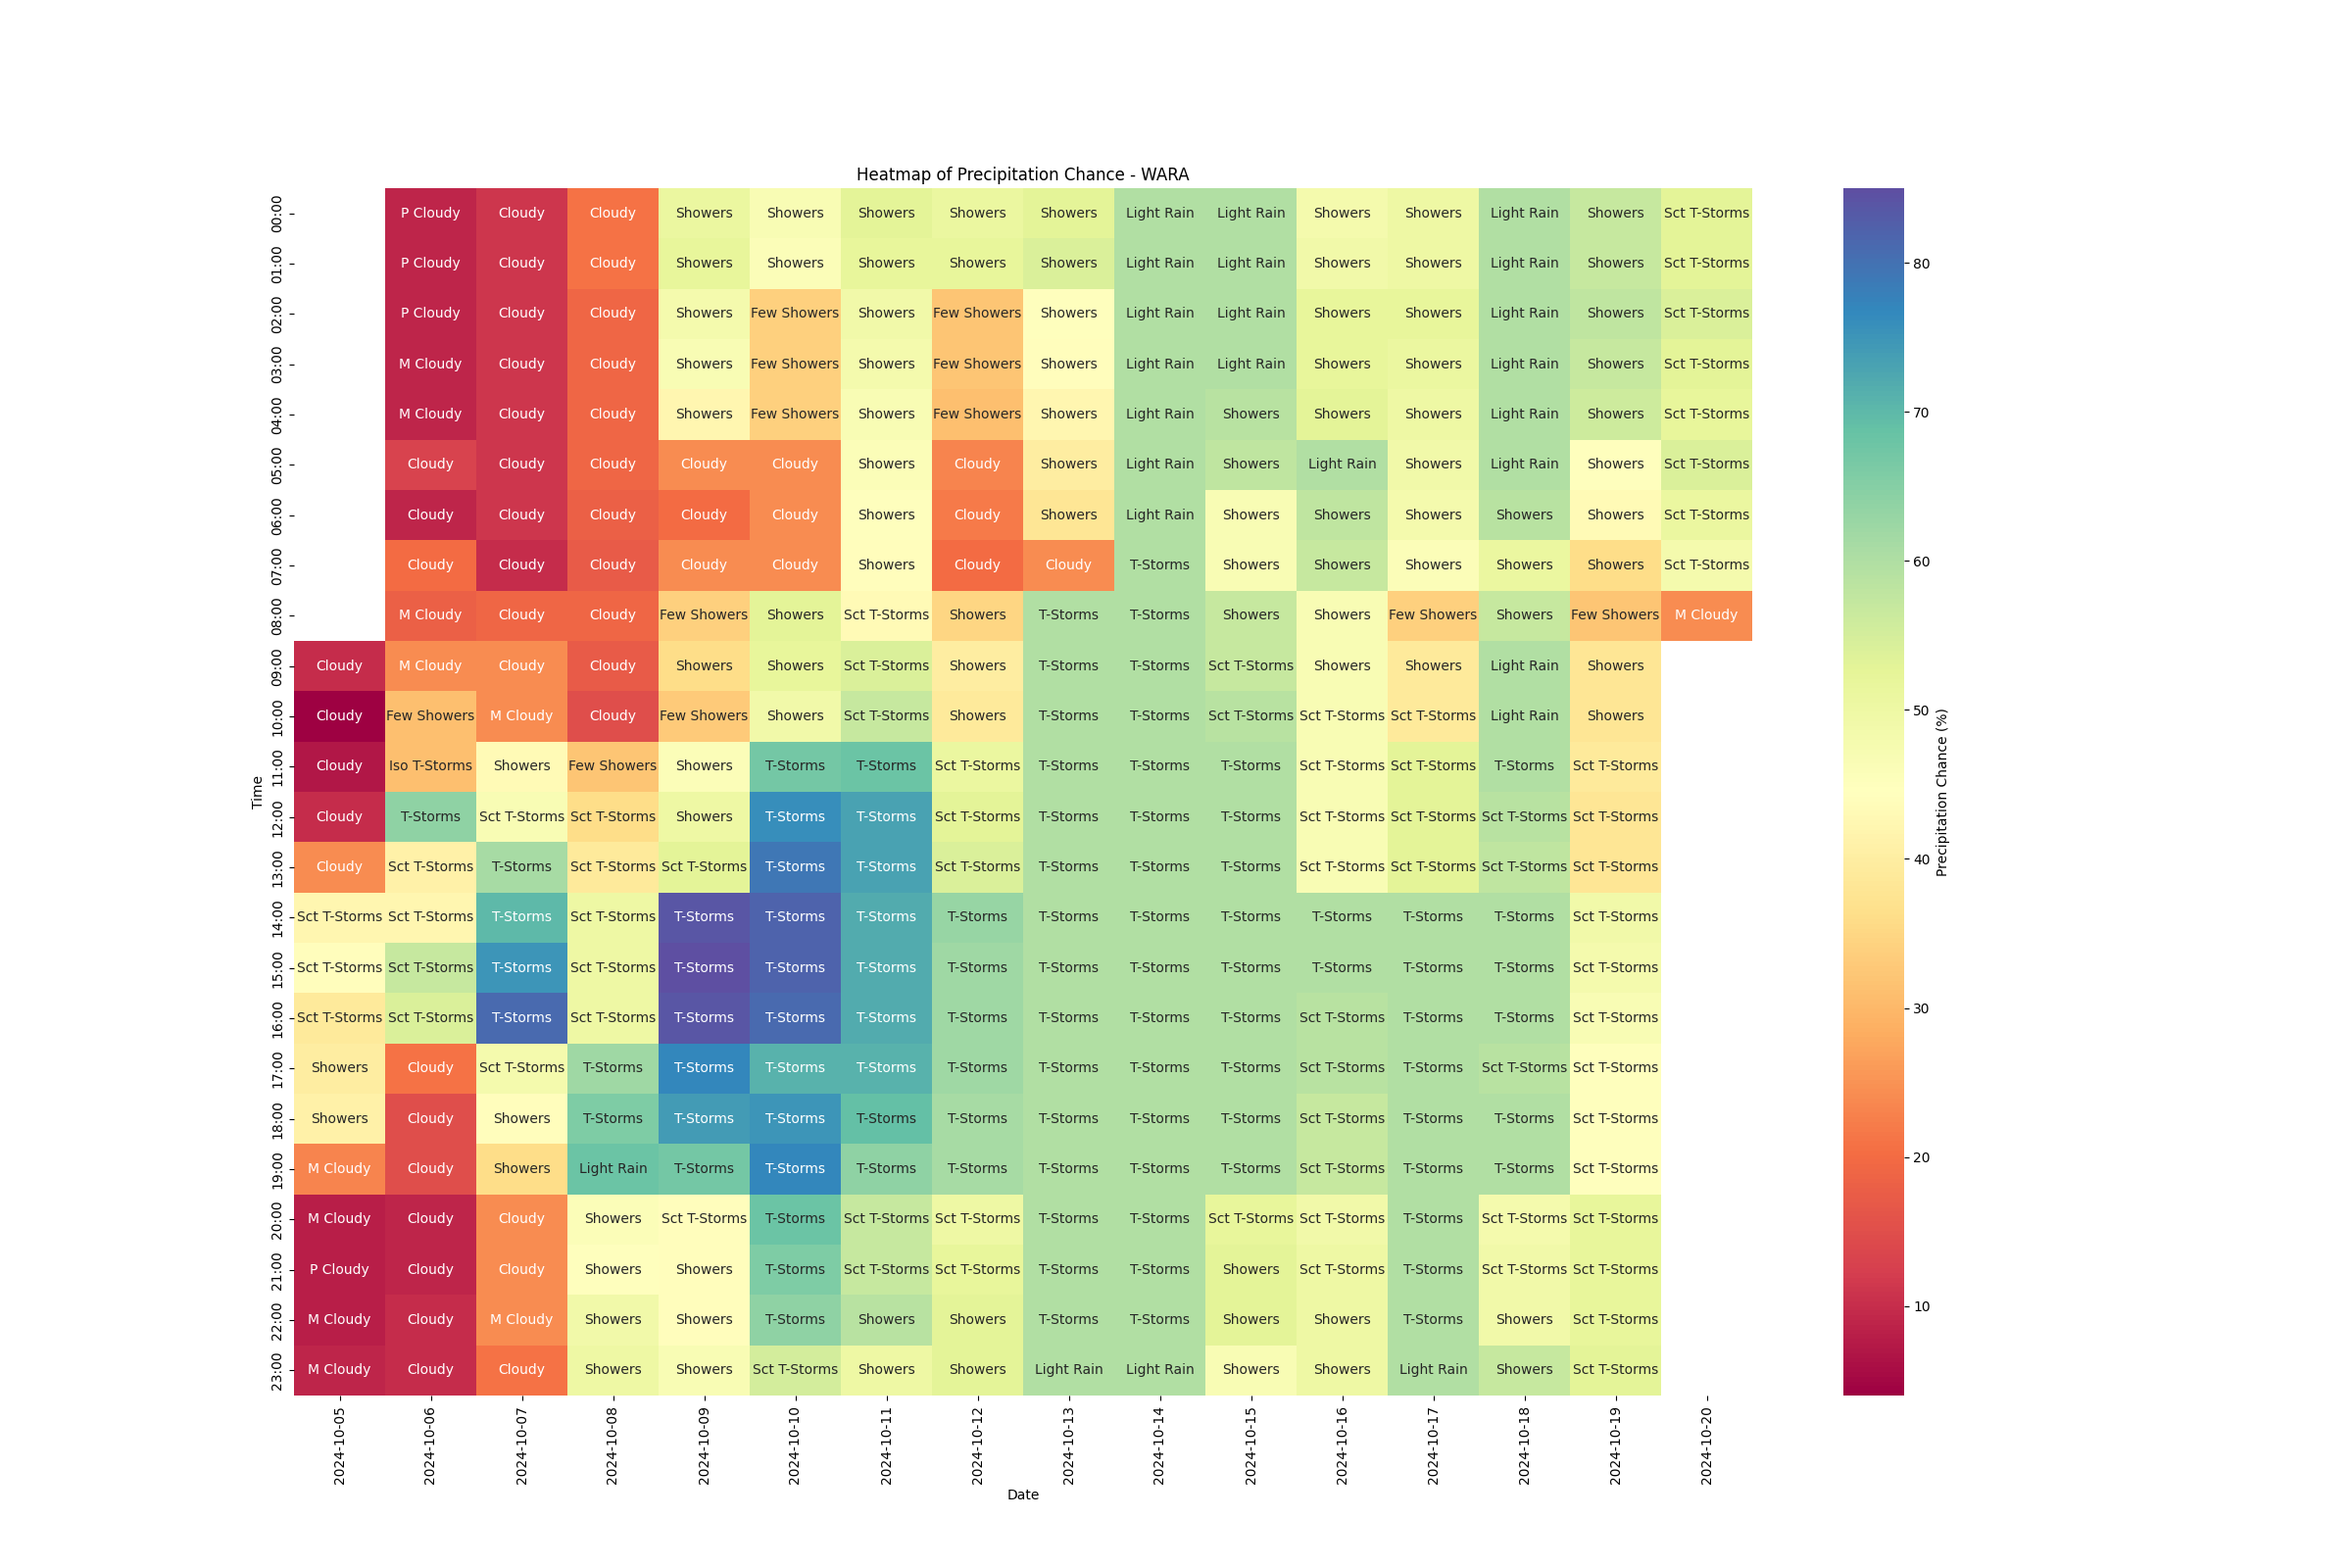 Heatmap of Precipitation Chance - WARA
00:00 P Cloudy Cloudy Cloudy Showers Showers Showers Showers Showers Light Rain Light Rain Showers Showers Light Rain Showers Sct T-Storms
01:00 P Cloudy Cloudy Cloudy Showers Showers Showers Showers Showers Light Rain Light Rain Showers Showers Light Rain Showers Sct T-Storms
80
02:00 P Cloudy Cloudy Cloudy Showers Few Showers Showers Few Showers Showers Light Rain Light Rain Showers Showers Light Rain Showers Sct T-Storms
03:00 M Cloudy Cloudy Cloudy Showers Few Showers Showers Few Showers Showers Light Rain Light Rain Showers Showers Light Rain Showers Sct T-Storms
04:00 M Cloudy Cloudy Cloudy Showers Few Showers Showers Few Showers Showers Light Rain Showers Showers Showers Light Rain Showers Sct T-Storms
70
05:00 Cloudy Cloudy Cloudy Cloudy Cloudy Showers Cloudy Showers Light Rain Showers Light Rain Showers Light Rain Showers Sct T-Storms
06:00 Cloudy Cloudy Cloudy Cloudy Cloudy Showers Cloudy Showers Light Rain Showers Showers Showers Showers Showers Sct T-Storms
07:00 Cloudy Cloudy Cloudy Cloudy Cloudy Showers Cloudy Cloudy T-Storms Showers Showers Showers Showers Showers Sct T-Storms
60
08:00 M Cloudy Cloudy Cloudy Few Showers Showers Sct T-Storms Showers T-Storms T-Storms Showers Showers Few Showers Showers Few Showers M Cloudy
09:00 Cloudy M Cloudy Cloudy Cloudy Showers Showers Sct T-Storms Showers T-Storms T-Storms Sct T-Storms Showers Showers Light Rain Showers
10:00 Cloudy Few Showers M Cloudy Cloudy Few Showers Showers Sct T-Storms Showers T-Storms T-Storms Sct T-Storms Sct T-Storms Sct T-Storms Light Rain Showers
50
11:00 Cloudy Iso T-Storms Showers Few Showers Showers T-Storms T-Storms Sct T-Storms T-Storms T-Storms T-Storms Sct T-Storms Sct T-Storms T-Storms Sct T-Storms
Time
Precipitation Chance (%)
12:00 Cloudy T-Storms Sct T-Storms Sct T-Storms Showers T-Storms T-Storms Sct T-Storms T-Storms T-Storms T-Storms Sct T-Storms Sct T-Storms Sct T-Storms Sct T-Storms
40
13:00 Cloudy Sct T-Storms T-Storms Sct T-Storms Sct T-Storms T-Storms T-Storms Sct T-Storms T-Storms T-Storms T-Storms Sct T-Storms Sct T-Storms Sct T-Storms Sct T-Storms
14:00 Sct T-Storms Sct T-Storms T-Storms Sct T-Storms T-Storms T-Storms T-Storms T-Storms T-Storms T-Storms T-Storms T-Storms T-Storms T-Storms Sct T-Storms
15:00 Sct T-Storms Sct T-Storms T-Storms Sct T-Storms T-Storms T-Storms T-Storms T-Storms T-Storms T-Storms T-Storms T-Storms T-Storms T-Storms Sct T-Storms
30
16:00 Sct T-Storms Sct T-Storms T-Storms Sct T-Storms T-Storms T-Storms T-Storms T-Storms T-Storms T-Storms T-Storms Sct T-Storms T-Storms T-Storms Sct T-Storms
17:00 Showers Cloudy Sct T-Storms T-Storms T-Storms T-Storms T-Storms T-Storms T-Storms T-Storms T-Storms Sct T-Storms T-Storms Sct T-Storms Sct T-Storms
18:00 Showers Cloudy Showers T-Storms T-Storms T-Storms T-Storms T-Storms T-Storms T-Storms T-Storms Sct T-Storms T-Storms T-Storms Sct T-Storms
20
19:00 M Cloudy Cloudy Showers Light Rain T-Storms T-Storms T-Storms T-Storms T-Storms T-Storms T-Storms Sct T-Storms T-Storms T-Storms Sct T-Storms
20:00 M Cloudy Cloudy Cloudy Showers Sct T-Storms T-Storms Sct T-Storms Sct T-Storms T-Storms T-Storms Sct T-Storms Sct T-Storms T-Storms Sct T-Storms Sct T-Storms
21:00 P Cloudy Cloudy Cloudy Showers Showers T-Storms Sct T-Storms Sct T-Storms T-Storms T-Storms Showers Sct T-Storms T-Storms Sct T-Storms Sct T-Storms
10
22:00 M Cloudy Cloudy M Cloudy Showers Showers T-Storms Showers Showers T-Storms T-Storms Showers Showers T-Storms Showers Sct T-Storms
23:00 M Cloudy Cloudy Cloudy Showers Showers Sct T-Storms Showers Showers Light Rain Light Rain Showers Showers Light Rain Showers Sct T-Storms
2024-10-05 2024-10-06 2024-10-07 2024-10-08 2024-10-09 2024-10-10 2024-10-11 2024-10-12 2024-10-13 2024-10-14 2024-10-15 2024-10-16 2024-10-17 2024-10-18 2024-10-19 2024-10-20
Date